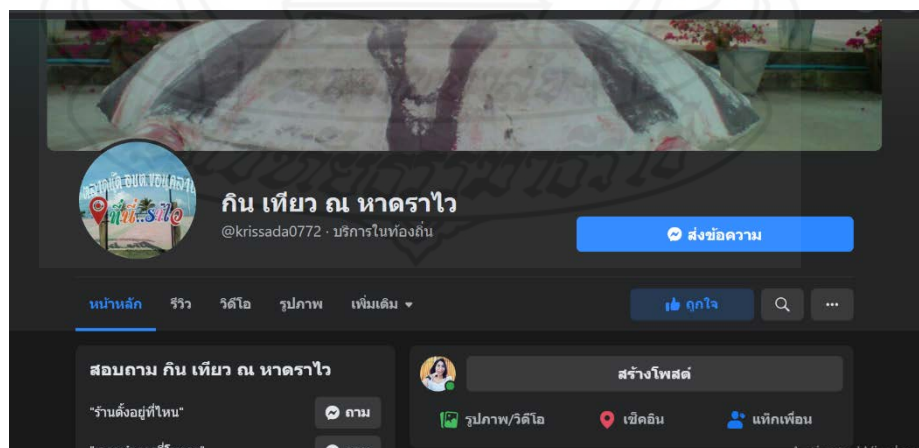 ที่นี่...ราไว
กิน เที่ยว ณ หาดราไว
@krissada0772 · บริการในท้องถิ่น
ส่งข้อความ
หน้าหลัก รีวิว วิดีโอ รูปภาพ เพิ่มเติม
ถูกใจ
สอบถาม กิน เที่ยว ณ หาดราไว
"ร้านตั้งอยู่ที่ไหน"
ถาม
สร้างโพสต์
รูปภาพ/วิดีโอ เช็คอิน แท็กเพื่อน